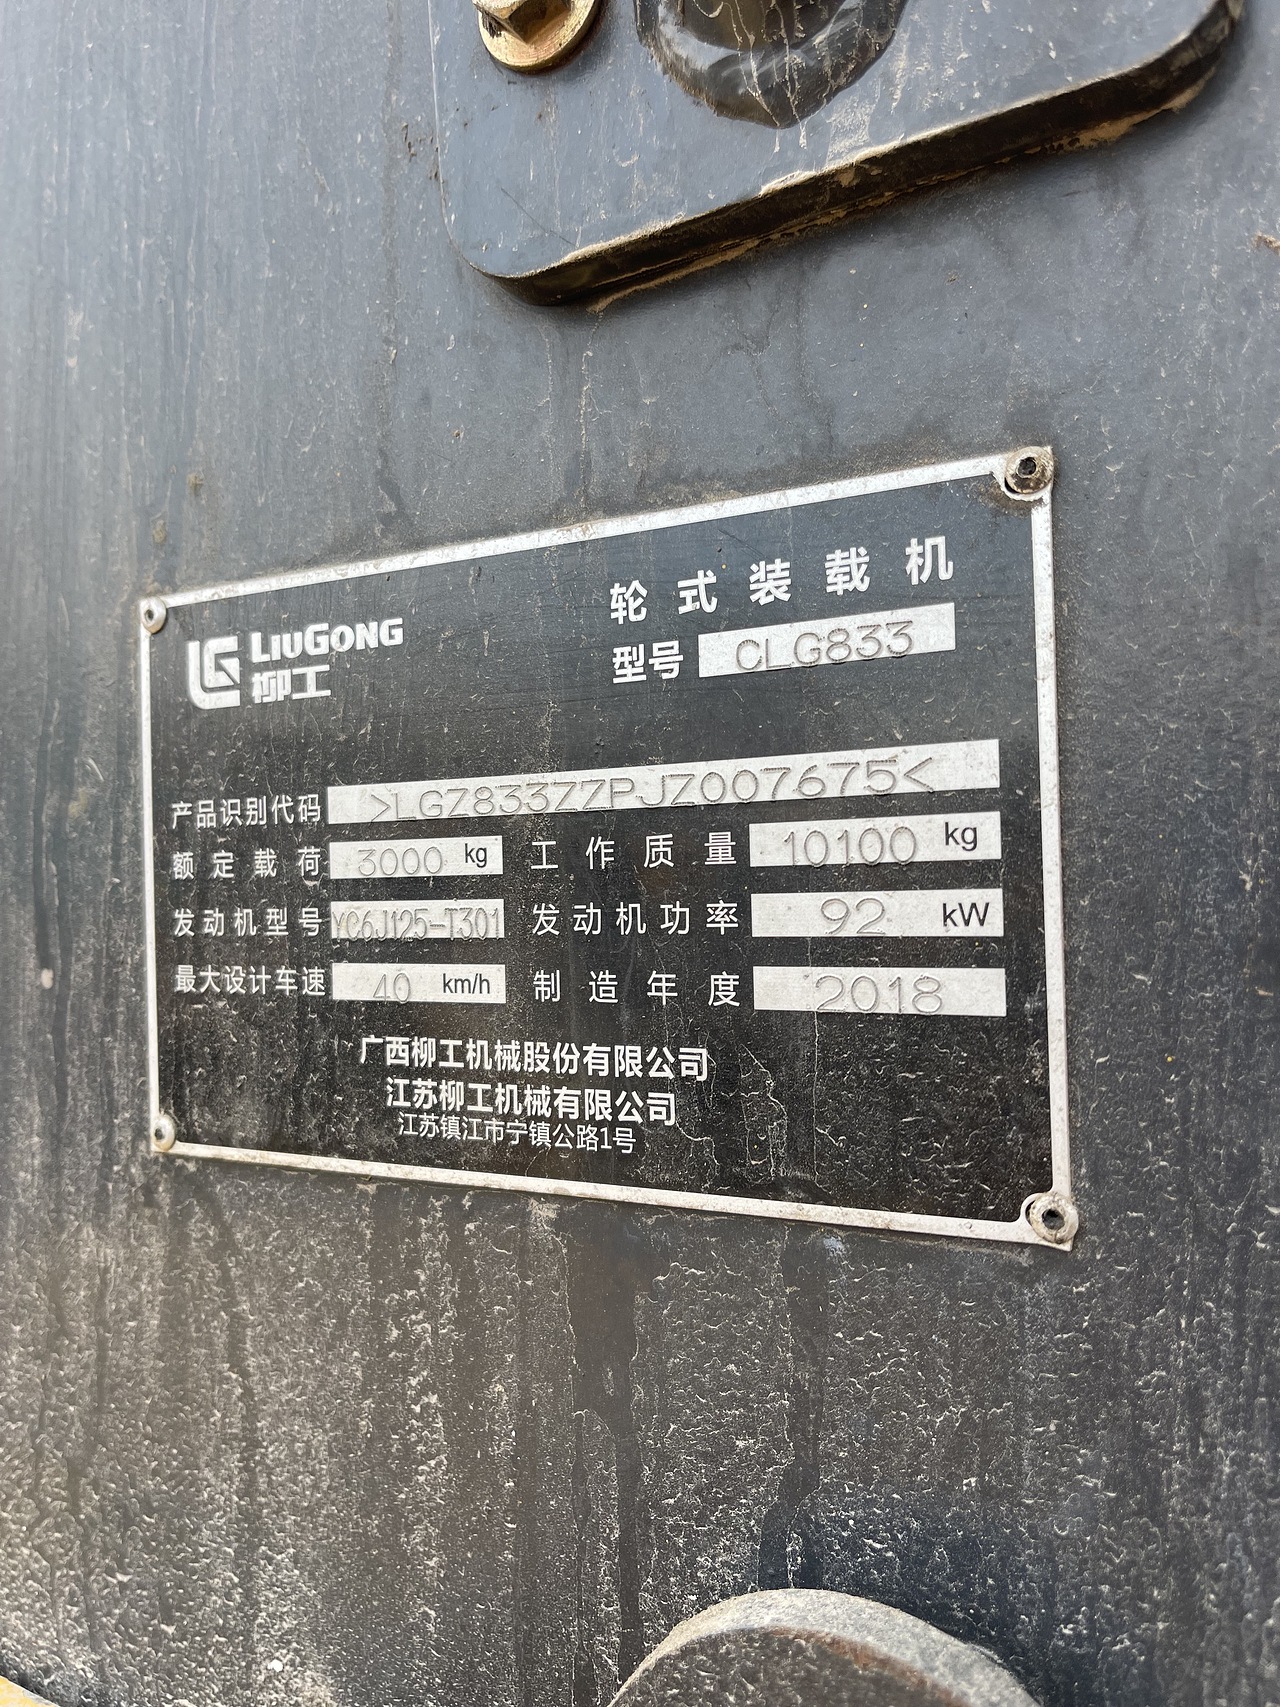 LIUGONG
柳工
轮式装载机
型号 CLG833
产品识别代码 >LGZ833ZZPJZ007675<
额定载荷 3000 kg 工作质量 10100 kg
发动机型号 YC6J125-T301 发动机功率 92 kW
最大设计车速 40 km/h 制造年度 2018
广西柳工机械股份有限公司
江苏柳工机械有限公司
江苏镇江市宁镇公路1号